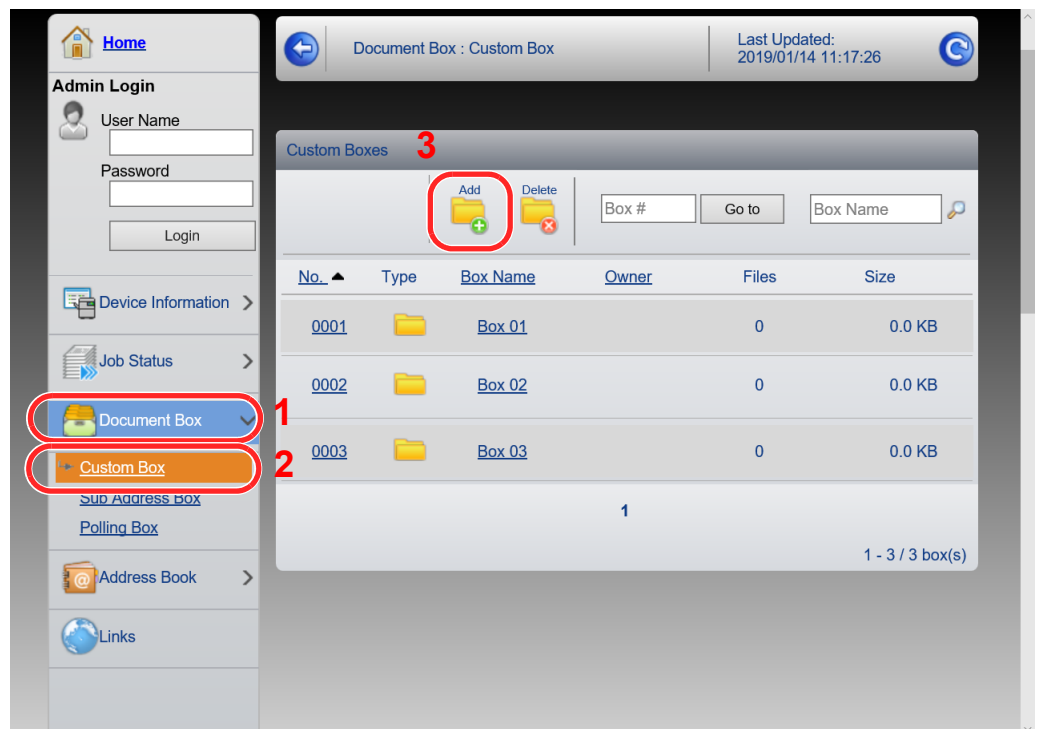 Home
Admin Login
User Name
Password
Login
Device Information
Job Status
Document Box
1
Custom Box
2
Sub Address Box
Polling Box
Address Book
Links
Document Box : Custom Box
Last Updated:
2019/01/14 11:17:26
Custom Boxes 3
Add Delete Box # Go to Box Name
No. Type Box Name Owner Files Size
0001 Box 01 0 0.0 KB
0002 Box 02 0 0.0 KB
0003 Box 03 0 0.0 KB
1
1 - 3 / 3 box(s)